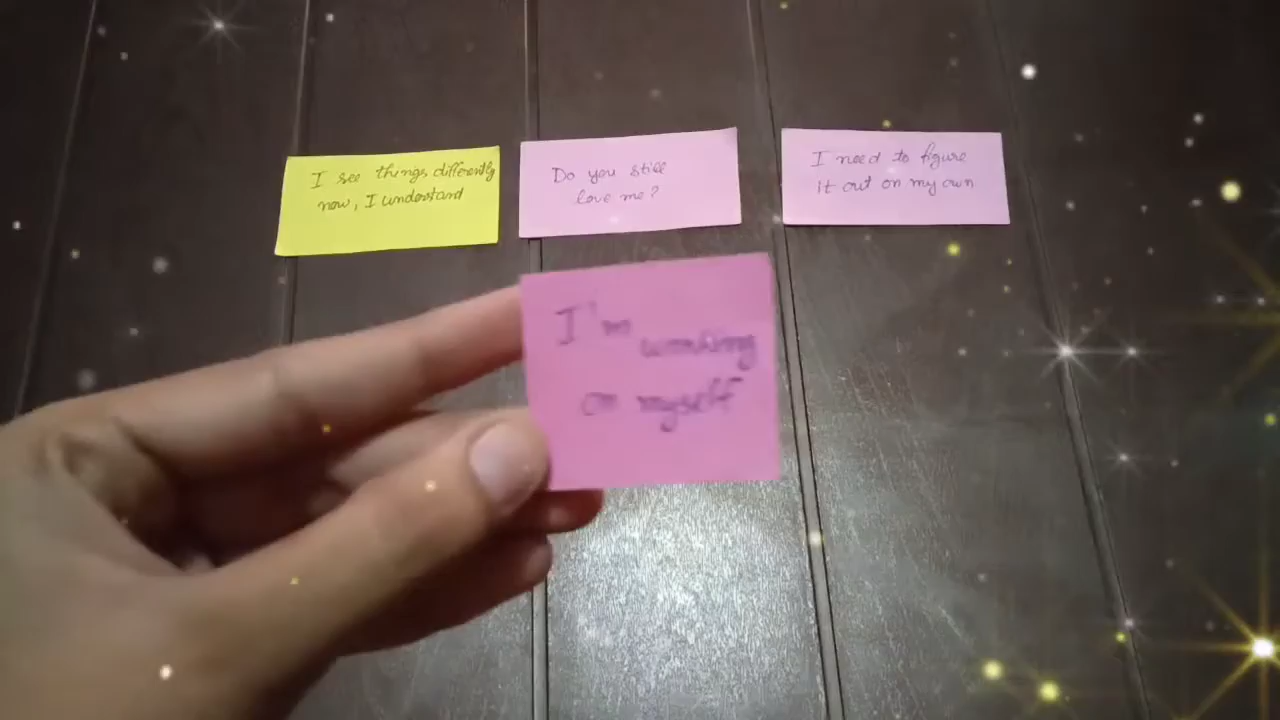 I see things differently
now, I understand
Do you still
love me?
I need to figure
it out on my own
I'm working
on myself